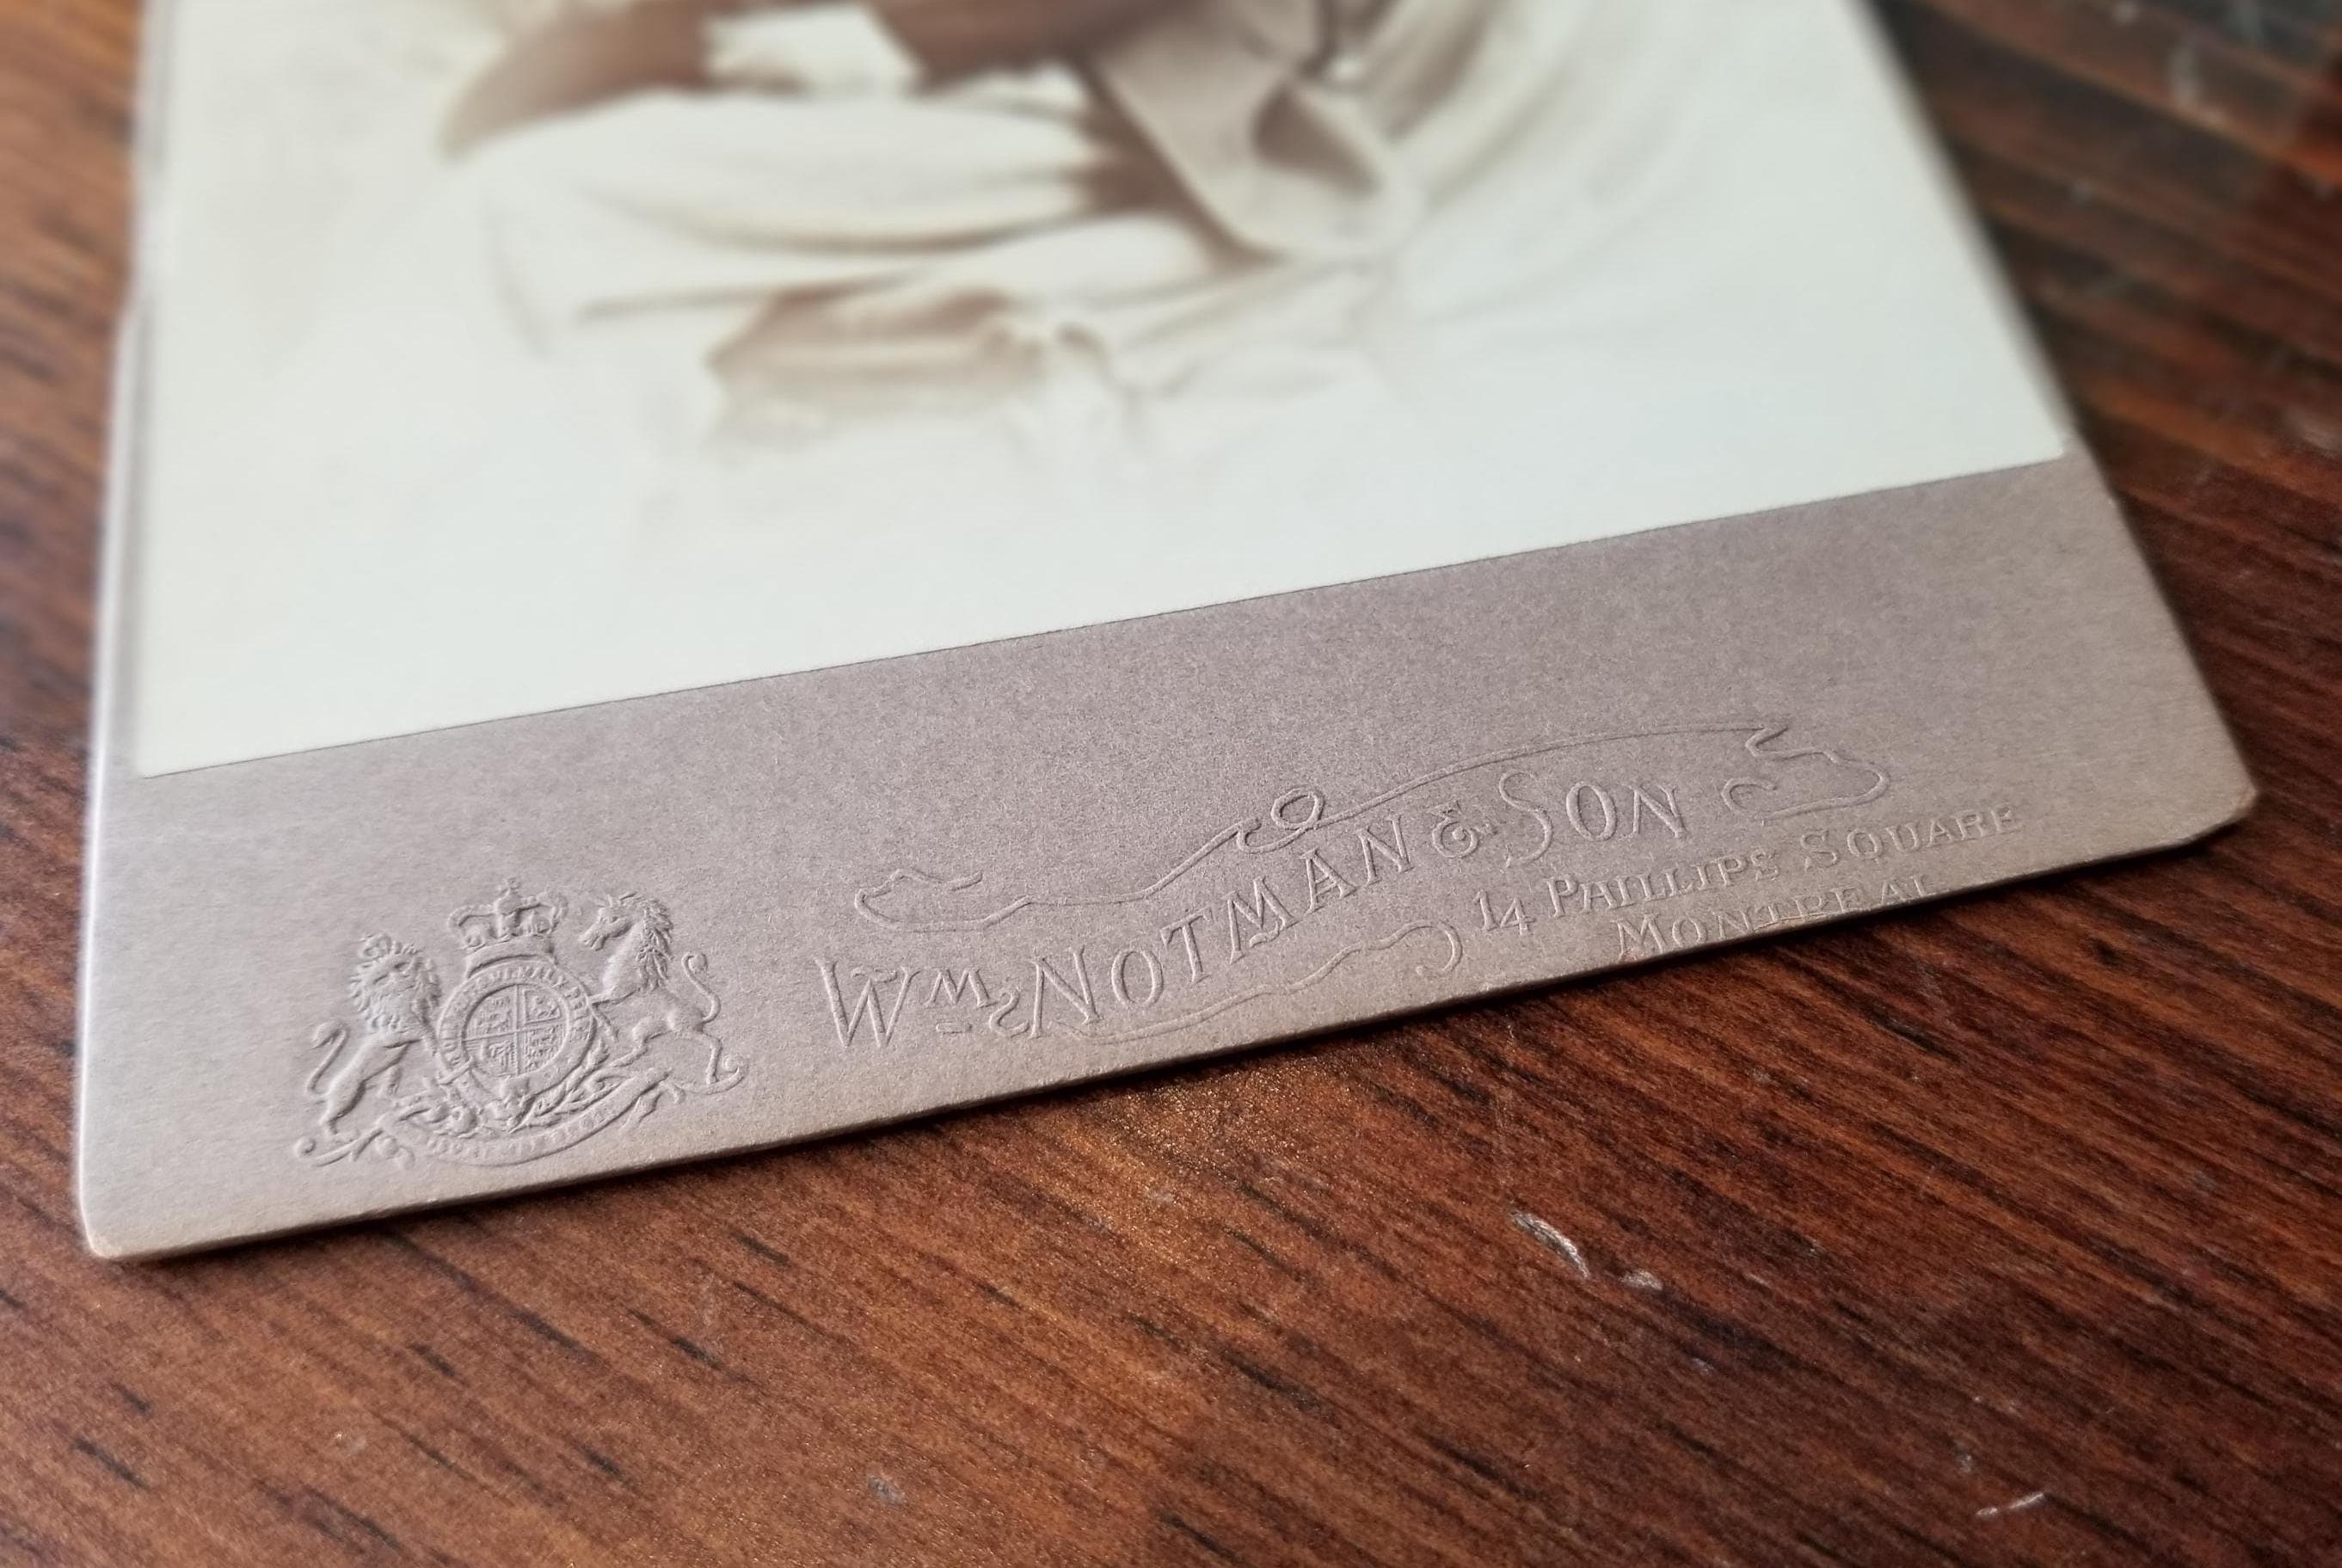 Wm Notman & Son
14 Phillips Square
Montreal